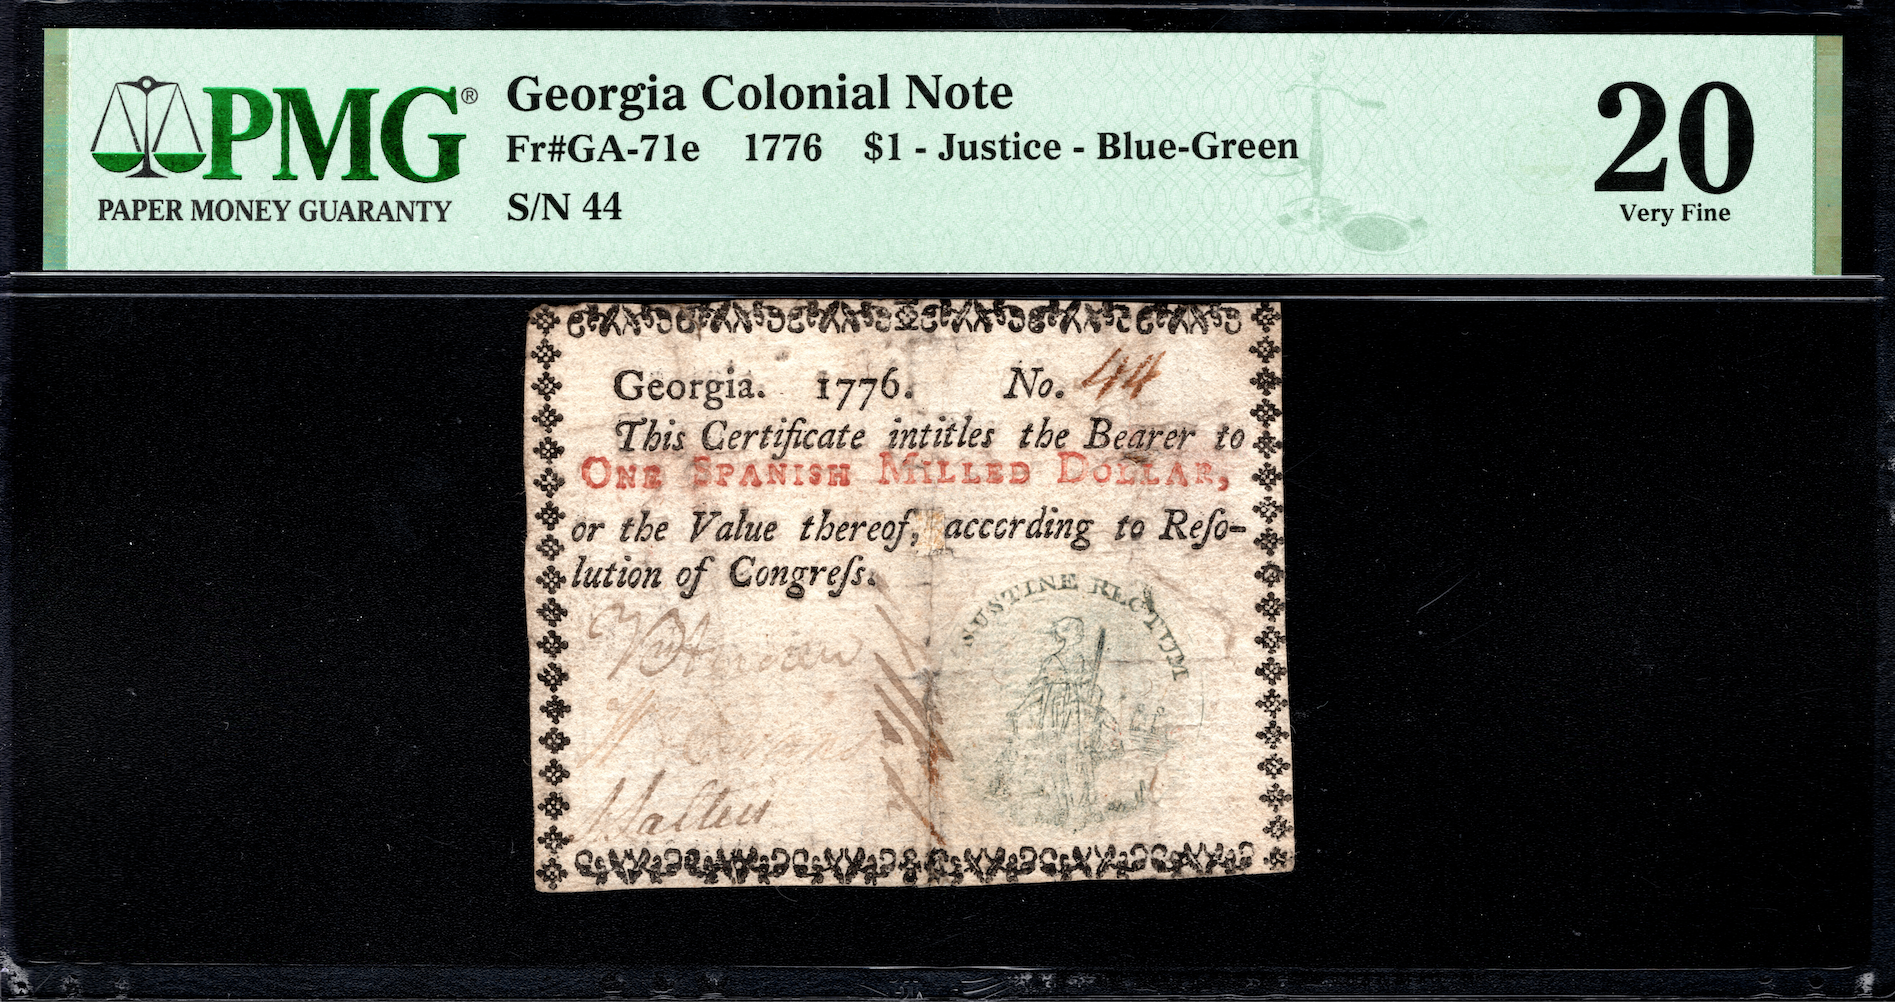 PMG®
PAPER MONEY GUARANTY
Georgia Colonial Note
Fr#GA-71e 1776 $1 - Justice - Blue-Green
S/N 44
20
Very Fine
Georgia. 1776. No. 44
This Certificate intitles the Bearer to
ONE SPANISH MILLED DOLLAR,
or the Value thereof, according to Reſo-
lution of Congreſs.
SUSTINE RECTUM